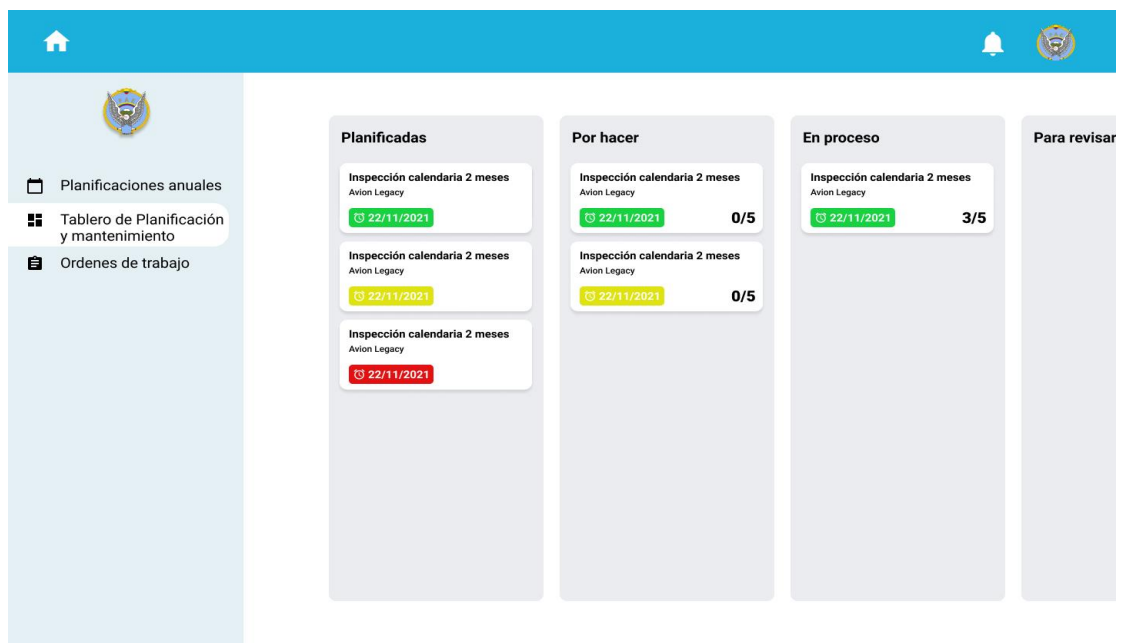 Planificaciones anuales
Tablero de Planificación
y mantenimiento
Ordenes de trabajo
Planificadas
Inspección calendaria 2 meses
Avion Legacy
22/11/2021
Inspección calendaria 2 meses
Avion Legacy
22/11/2021
Inspección calendaria 2 meses
Avion Legacy
22/11/2021
Por hacer
Inspección calendaria 2 meses
Avion Legacy
22/11/2021 0/5
Inspección calendaria 2 meses
Avion Legacy
22/11/2021 0/5
En proceso
Inspección calendaria 2 meses
Avion Legacy
22/11/2021 3/5
Para revisar